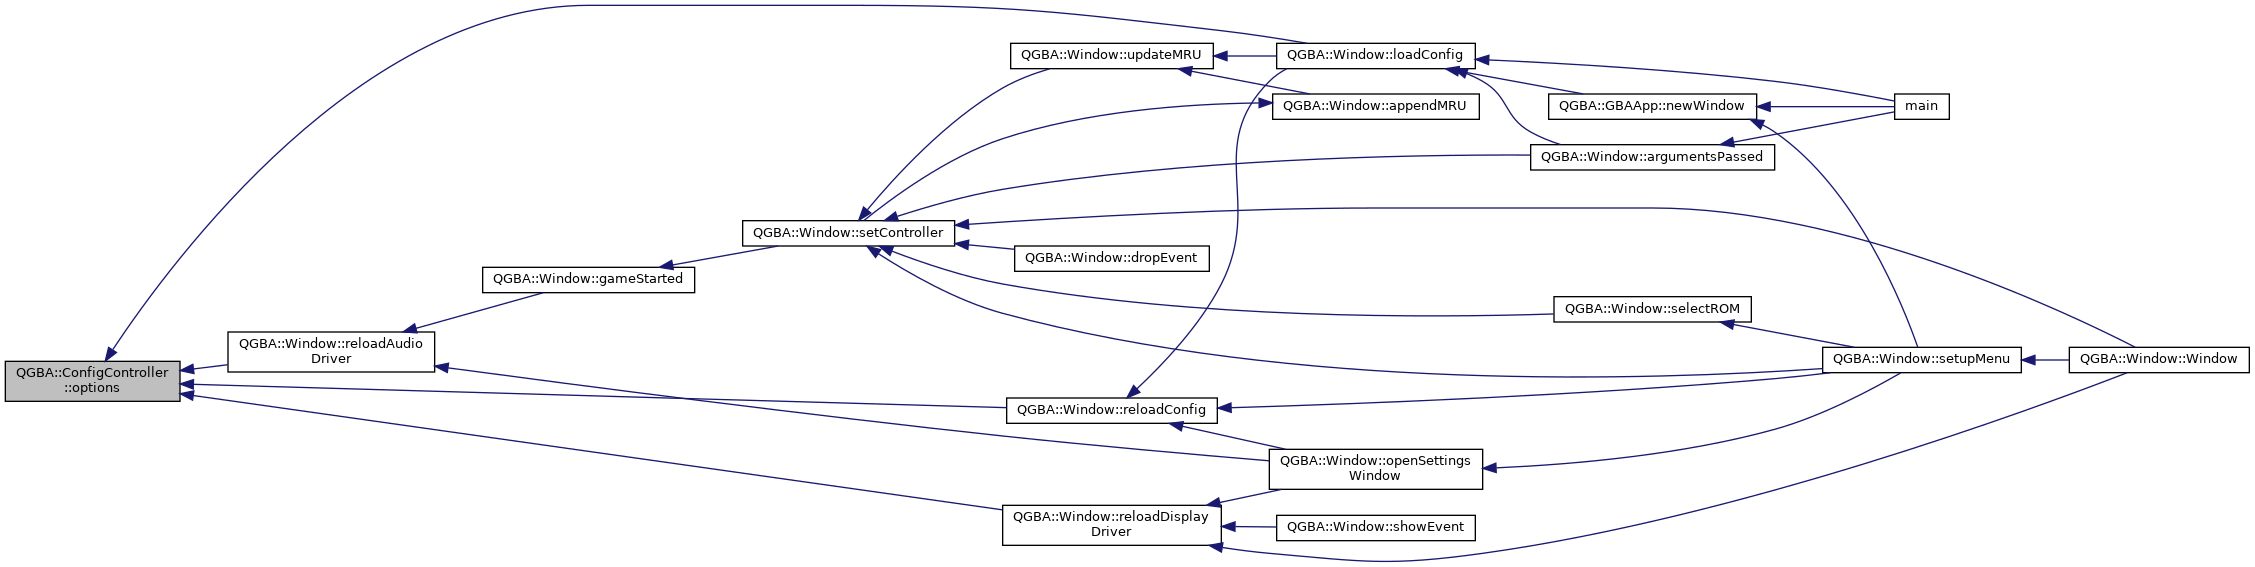 QGBA::Window::updateMRU
QGBA::Window::loadConfig
QGBA::Window::appendMRU
QGBA::GBAApp::newWindow
main
QGBA::Window::argumentsPassed
QGBA::Window::setController
QGBA::Window::dropEvent
QGBA::Window::gameStarted
QGBA::Window::selectROM
QGBA::Window::reloadAudio
Driver
QGBA::Window::setupMenu
QGBA::Window::Window
QGBA::ConfigController
::options
QGBA::Window::reloadConfig
QGBA::Window::openSettings
Window
QGBA::Window::reloadDisplay
Driver
QGBA::Window::showEvent